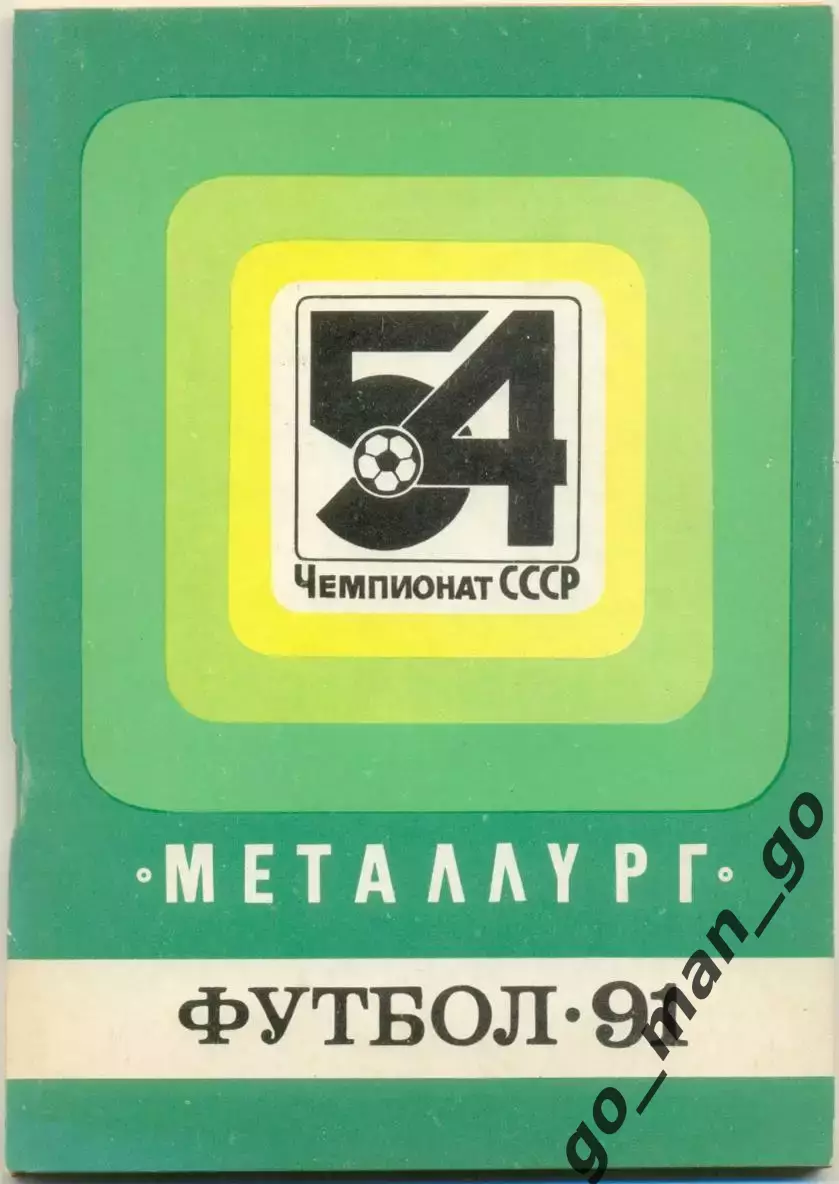 54
ЧЕМПИОНАТ СССР
• МЕТАЛЛУРГ •
ФУТБОЛ • 91
go_man_go